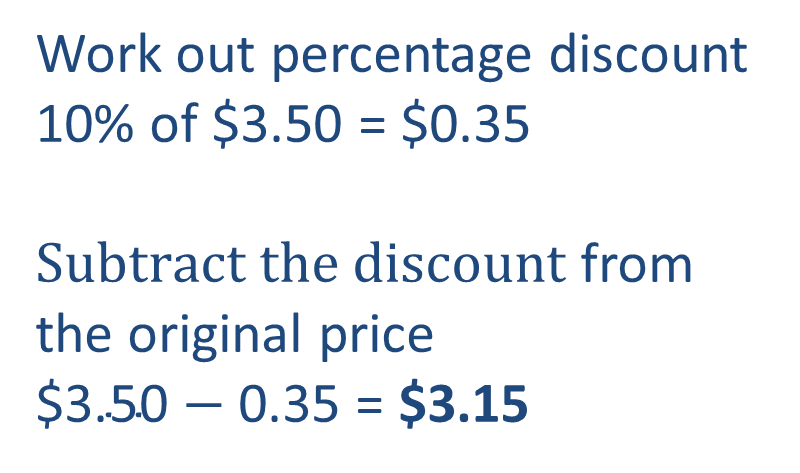 Work out percentage discount
10% of $3.50 = $0.35
Subtract the discount from
the original price
$3.50 − 0.35 = $3.15